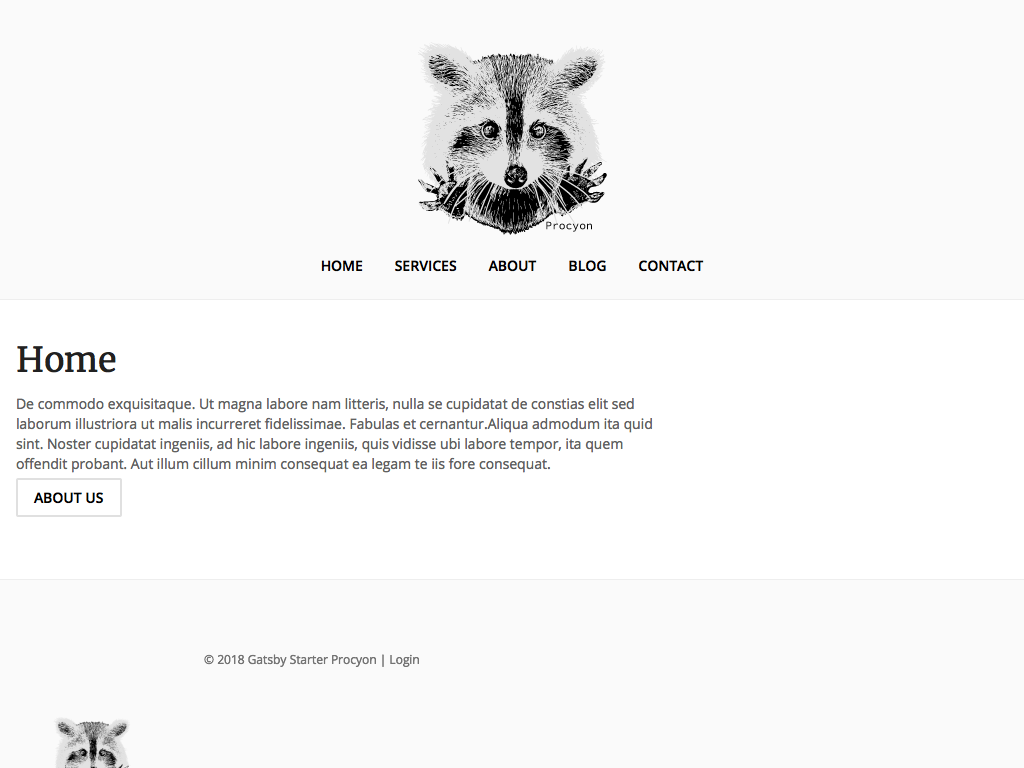 Procyon
HOME SERVICES ABOUT BLOG CONTACT
Home
De commodo exquisitaque. Ut magna labore nam litteris, nulla se cupidatat de constias elit sed
laborum illustriora ut malis incurreret fidelissimae. Fabulas et cernantur.Aliqua admodum ita quid
sint. Noster cupidatat ingeniis, ad hic labore ingeniis, quis vidisse ubi labore tempor, ita quem
offendit probant. Aut illum cillum minim consequat ea legam te iis fore consequat.
ABOUT US
© 2018 Gatsby Starter Procyon | Login